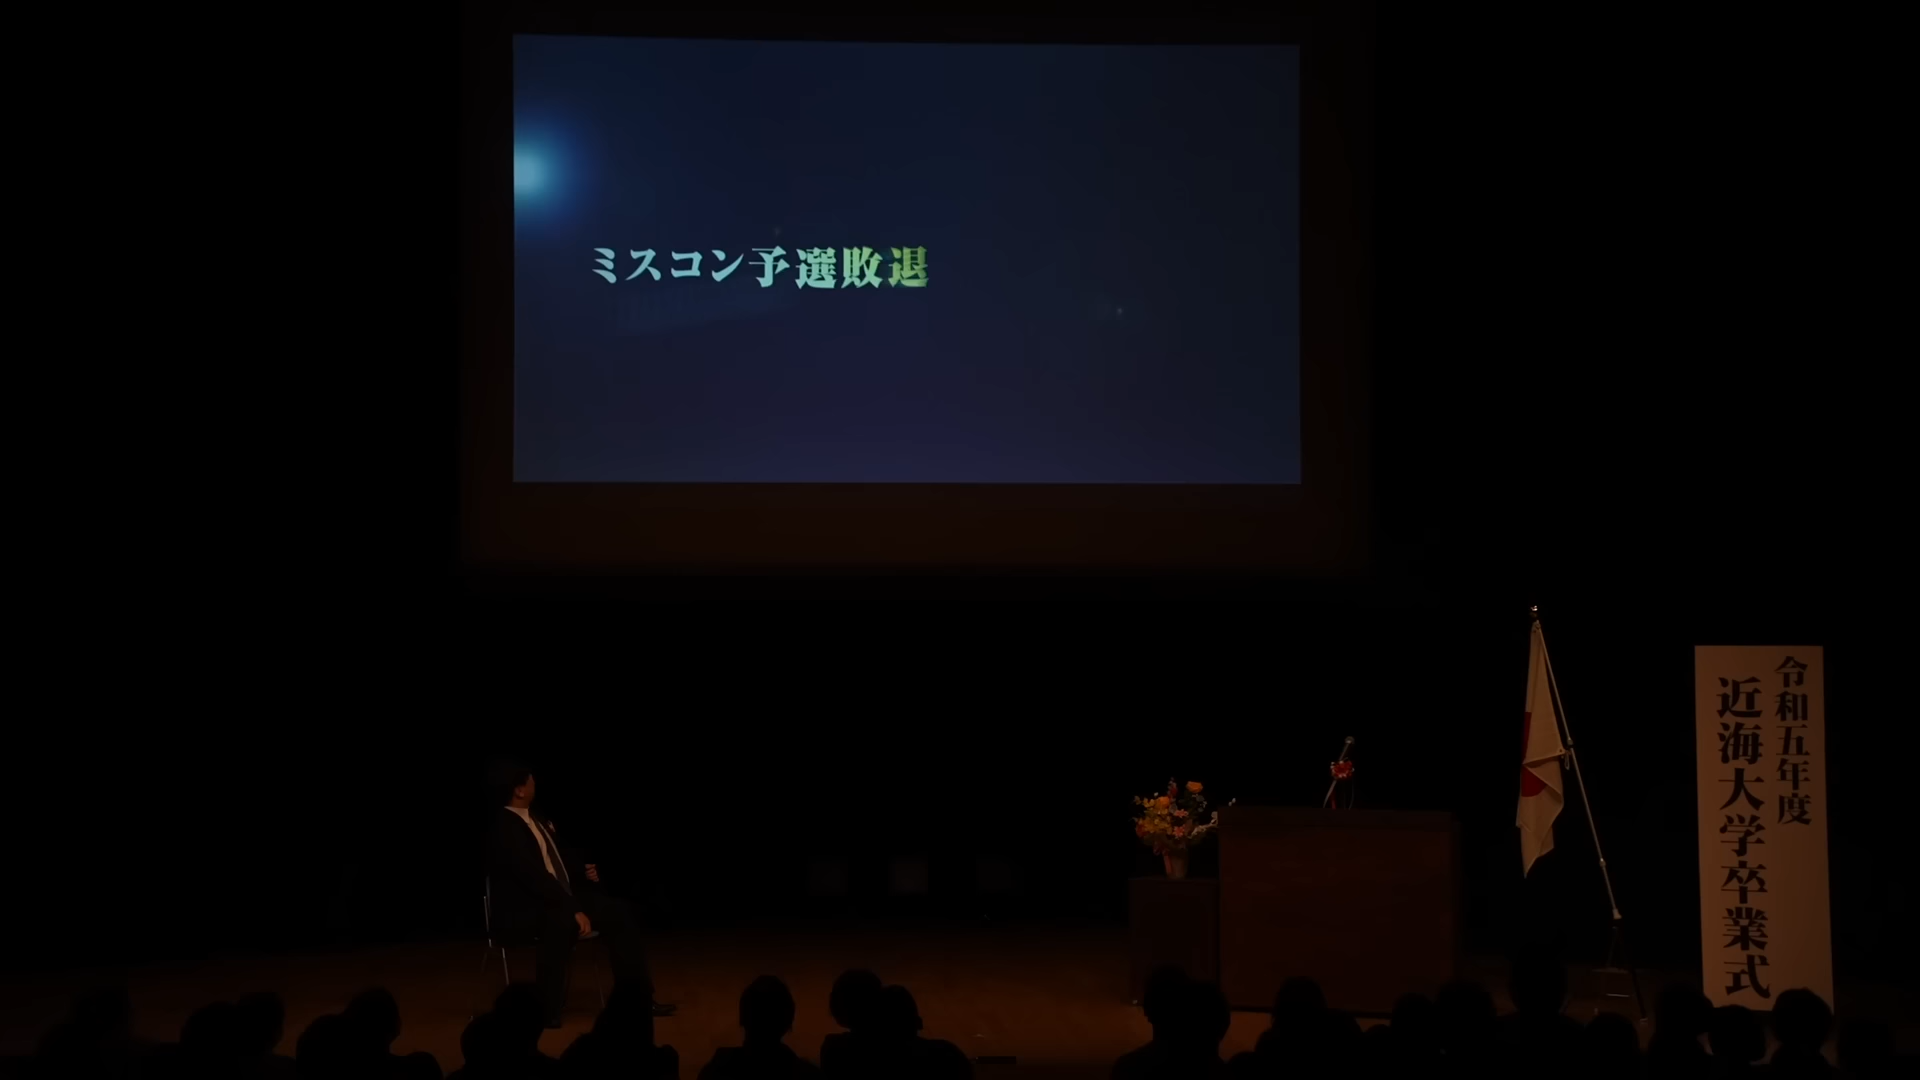 ミスコン予選敗退
令和五年度
近海大学卒業式